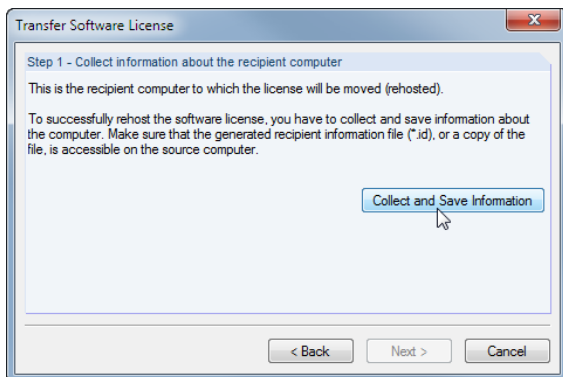 Transfer Software License
Step 1 - Collect information about the recipient computer
This is the recipient computer to which the license will be moved (rehosted).
To successfully rehost the software license, you have to collect and save information about
the computer. Make sure that the generated recipient information file (*.id), or a copy of the
file, is accessible on the source computer.
Collect and Save Information
< Back Next > Cancel